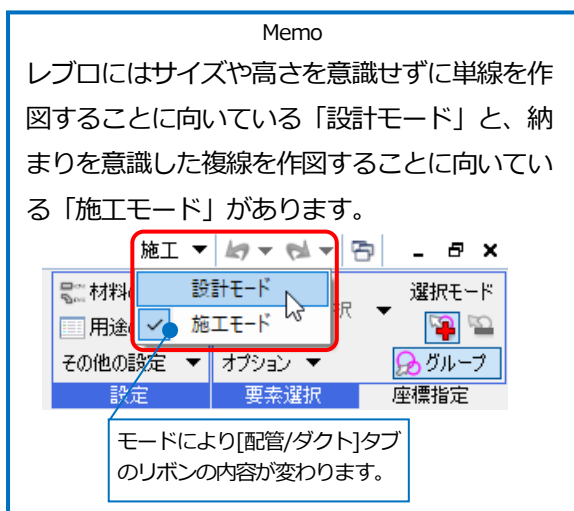 Memo
レブロにはサイズや高さを意識せずに単線を作
図することに向いている「設計モード」と、納
まりを意識した複線を作図することに向いてい
る「施工モード」があります。
施工
材料 設計モード 択 選択モード
用途 施工モード
その他の設定 オプション グループ
設定 要素選択 座標指定
モードにより[配管/ダクト]タブ
のリボンの内容が変わります。